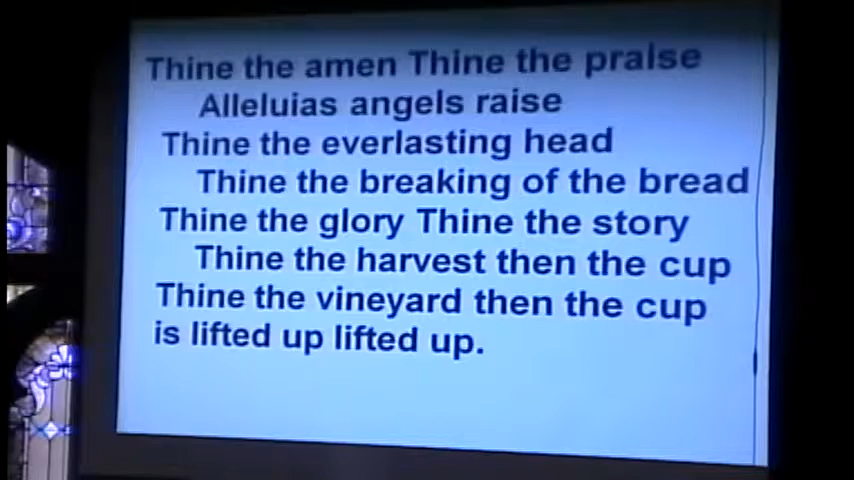 Thine the amen Thine the praise
Alleluias angels raise
Thine the everlasting head
Thine the breaking of the bread
Thine the glory Thine the story
Thine the harvest then the cup
Thine the vineyard then the cup
is lifted up lifted up.